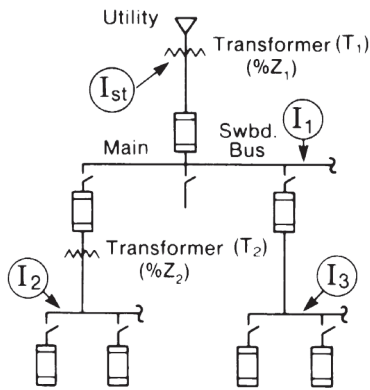 Utility
Transformer (T₁)
(%Z₁)
Ist
I₁
Main
Swbd.
Bus
Transformer (T₂)
(%Z₂)
I₂
I₃